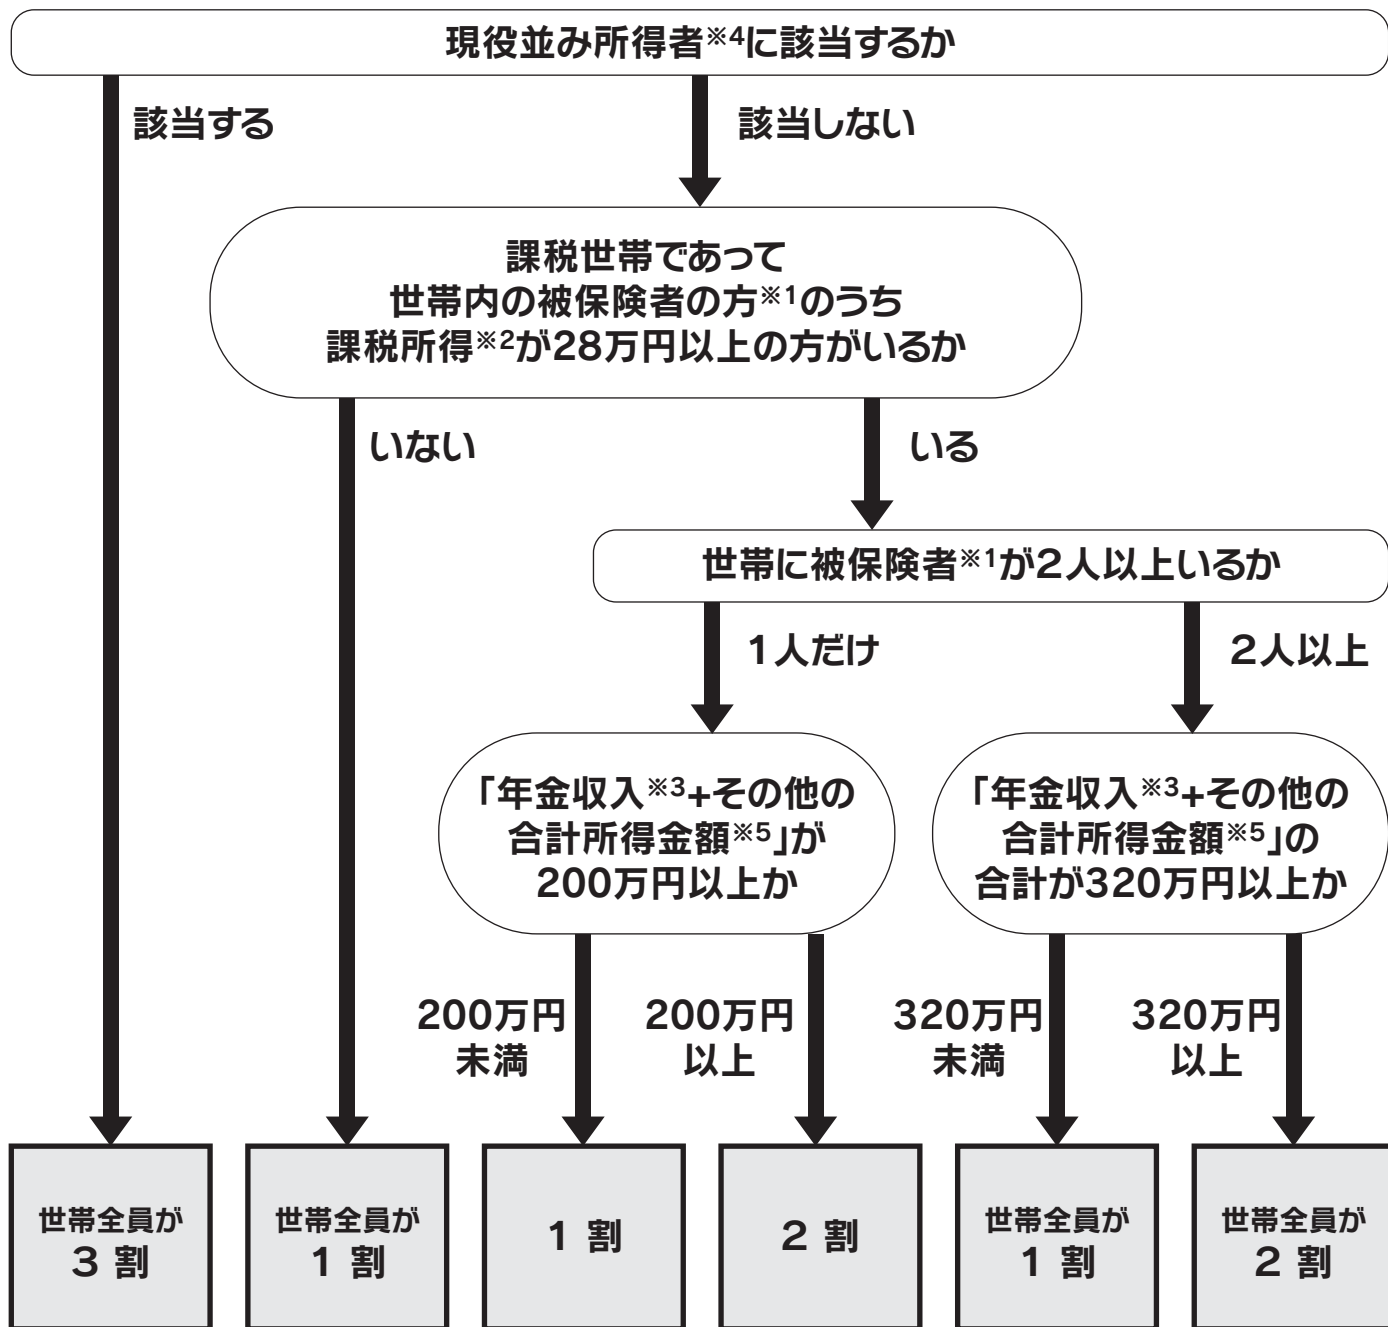 現役並み所得者※4に該当するか
該当する
該当しない
課税世帯であって
世帯内の被保険者の方※1のうち
課税所得※2が28万円以上の方がいるか
いない
いる
世帯に被保険者※1が2人以上いるか
1人だけ
2人以上
「年金収入※3+その他の
合計所得金額※5」が
200万円以上か
「年金収入※3+その他の
合計所得金額※5」の
合計が320万円以上か
200万円
未満
200万円
以上
320万円
未満
320万円
以上
世帯全員が
3 割
世帯全員が
1 割
1 割
2 割
世帯全員が
1 割
世帯全員が
2 割